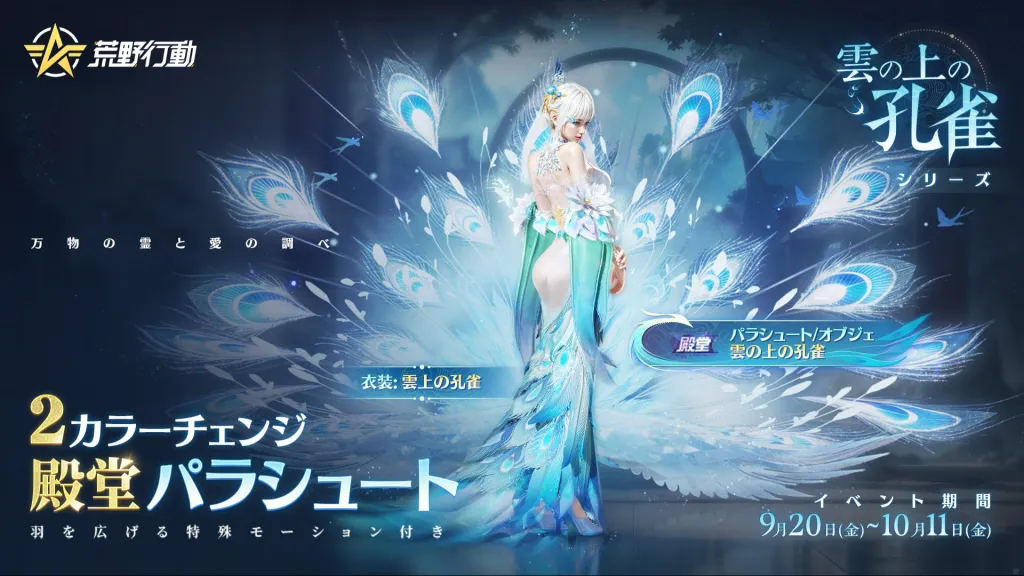 荒野行動
雲の上の
孔雀
シリーズ
万物の霊と愛の調べ
殿堂
パラシュート/オブジェ
雲の上の孔雀
衣装:雲上の孔雀
2カラーチェンジ
殿堂パラシュート
羽を広げる特殊モーション付き
イベント期間
9月20日(金)~10月11日(金)